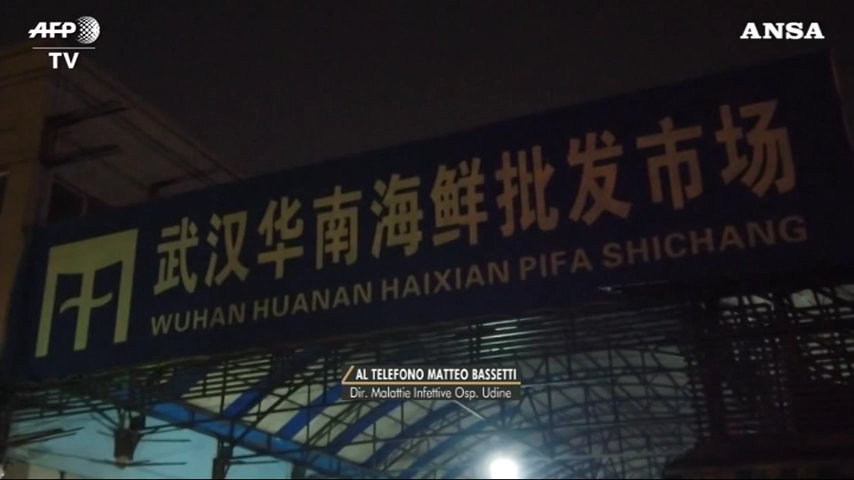 AFP
TV
ANSA
武汉华南海鲜批发市场
WUHAN HUANAN HAIXIAN PIFA SHICHANG
AL TELEFONO MATTEO BASSETTI
Dir. Malattie Infettive Osp. Udine